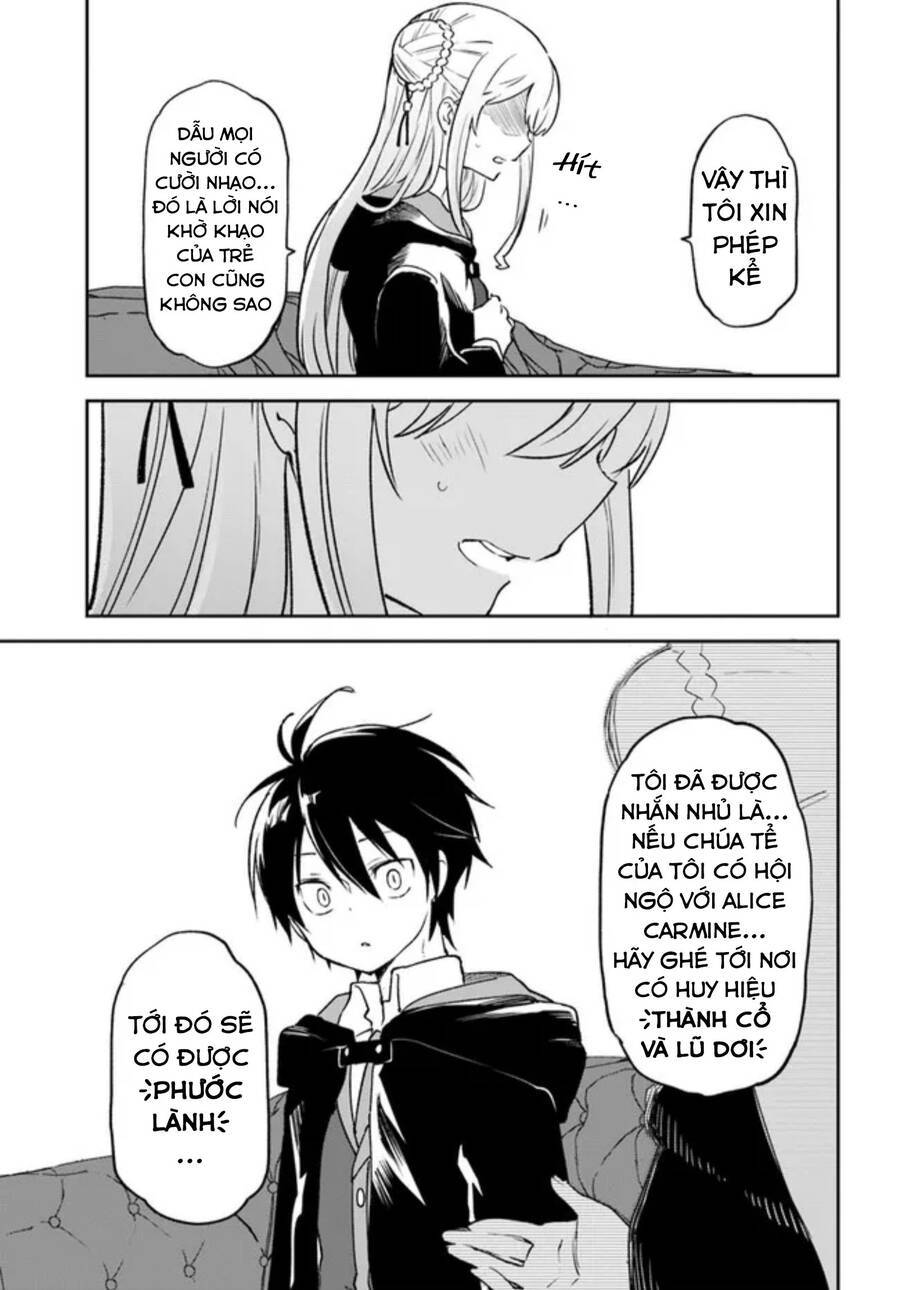 VẬY THÌ
TÔI XIN
PHÉP
KỂ
Hít
...
DẪU MỌI
NGƯỜI CÓ
CƯỜI NHẠO...
ĐÓ LÀ LỜI NÓI
KHỜ KHẠO
CỦA TRẺ
CON CŨNG
KHÔNG SAO
TÔI ĐÃ ĐƯỢC
NHẮN NHỦ LÀ...
NẾU CHÚA TỂ
CỦA TÔI CÓ HỘI
NGỘ VỚI ALICE
CARMINE...
HÃY GHÉ TỚI NƠI
CÓ HUY HIỆU
THÀNH CỔ
VÀ LŨ DƠI
TỚI ĐÓ SẼ
CÓ ĐƯỢC
PHƯỚC
LÀNH
...